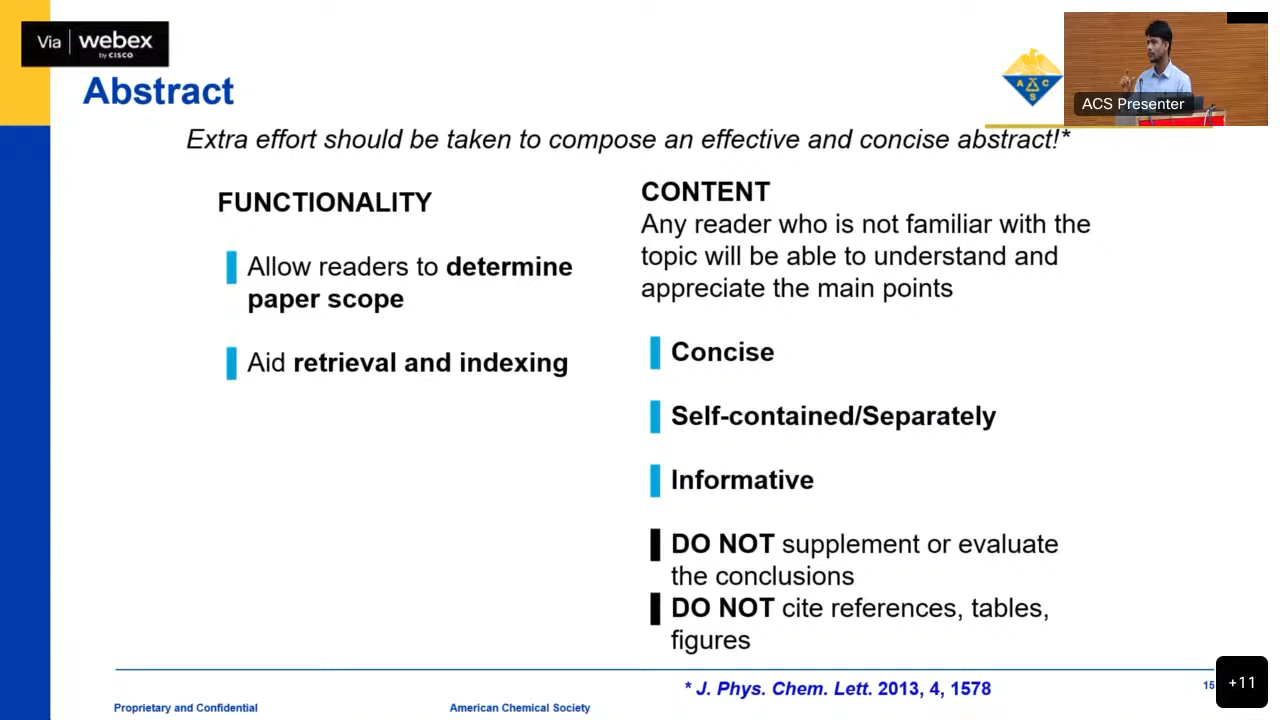 Via | webex
by CISCO
Abstract
A C S
ACS Presenter
Extra effort should be taken to compose an effective and concise abstract!*
FUNCTIONALITY
Allow readers to determine
paper scope
Aid retrieval and indexing
CONTENT
Any reader who is not familiar with the
topic will be able to understand and
appreciate the main points
Concise
Self-contained/Separately
Informative
DO NOT supplement or evaluate
the conclusions
DO NOT cite references, tables,
figures
* J. Phys. Chem. Lett. 2013, 4, 1578
15
+11
Proprietary and Confidential
American Chemical Society